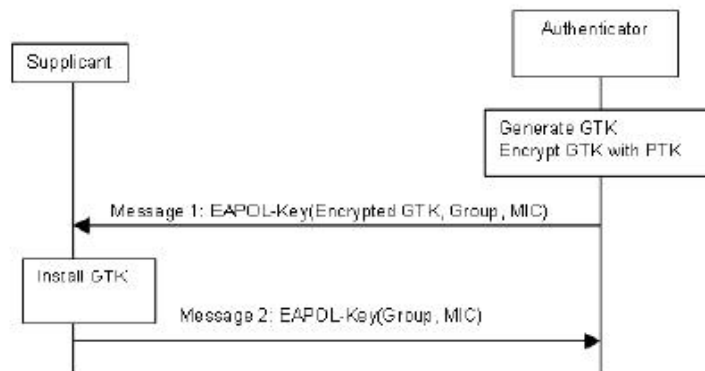 Authenticator
Supplicant
Generate GTK
Encrypt GTK with PTK
Message 1: EAPOL-Key(Encrypted GTK, Group, MIC)
Install GTK
Message 2: EAPOL-Key(Group, MIC)